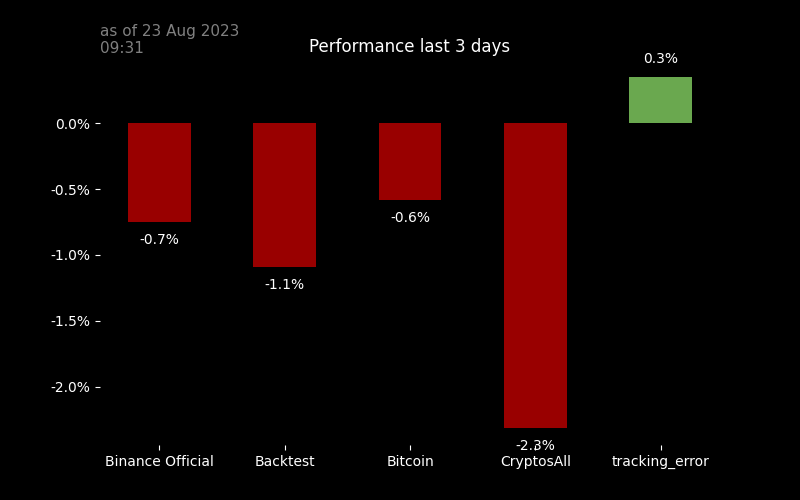 as of 23 Aug 2023
09:31
Performance last 3 days
0.3%
0.0%
-0.5%
-1.0%
-1.5%
-2.0%
-0.7%
-1.1%
-0.6%
-2.3%
Binance Official
Backtest
Bitcoin
CryptosAll
tracking_error